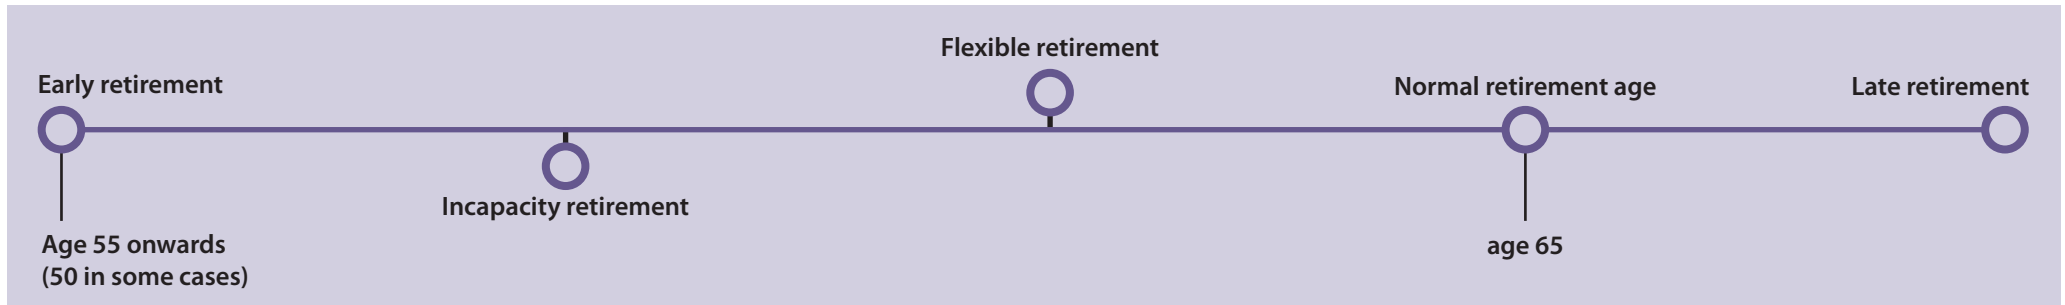 Early retirement
Age 55 onwards
(50 in some cases)
Incapacity retirement
Flexible retirement
Normal retirement age
age 65
Late retirement